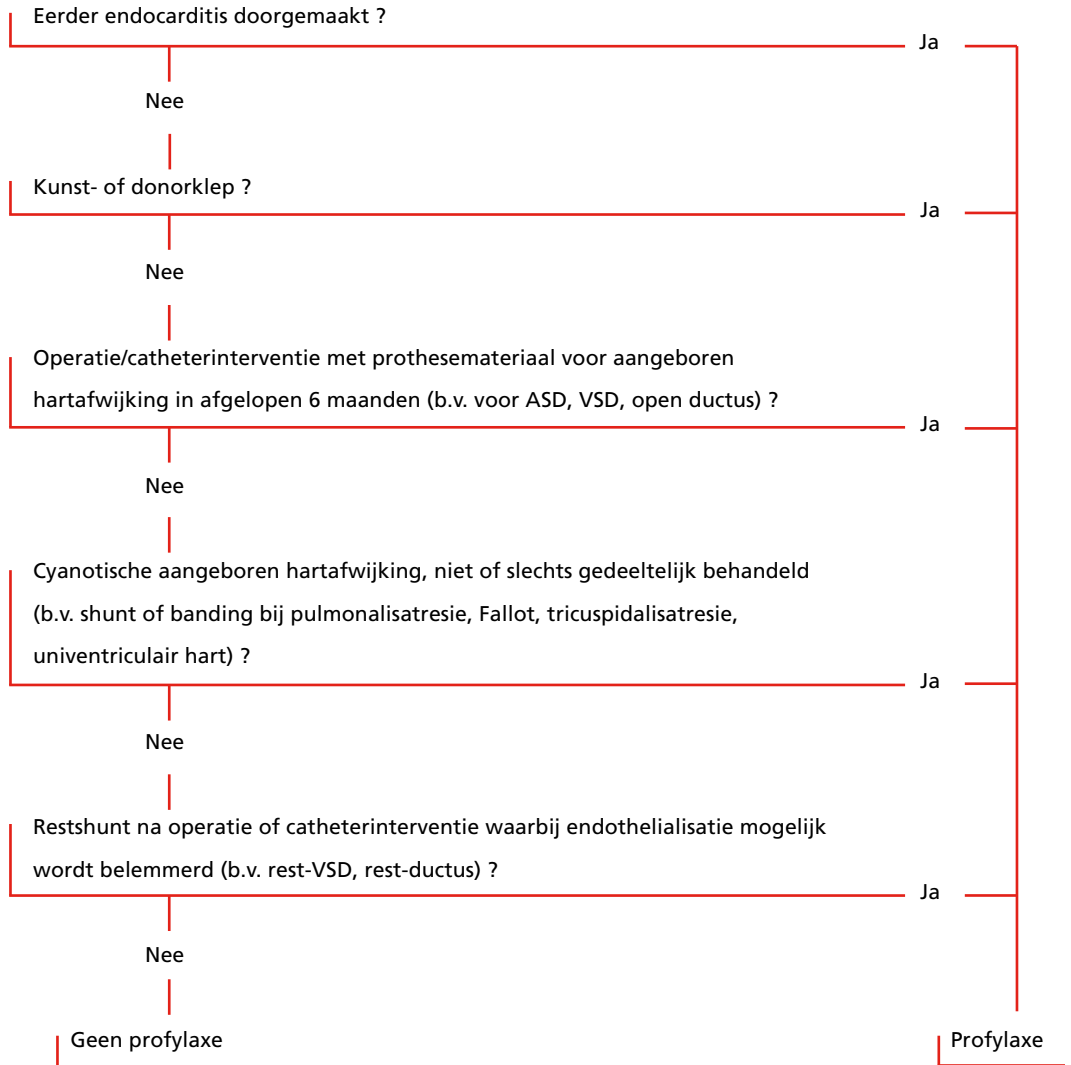 Eerder endocarditis doorgemaakt ?
Ja
Nee
Kunst- of donorklep ?
Ja
Nee
Operatie/catheterinterventie met prothesemateriaal voor aangeboren
hartafwijking in afgelopen 6 maanden (b.v. voor ASD, VSD, open ductus) ?
Ja
Nee
Cyanotische aangeboren hartafwijking, niet of slechts gedeeltelijk behandeld
(b.v. shunt of banding bij pulmonalisatresie, Fallot, tricuspidalisatresie,
univentriculair hart) ?
Ja
Nee
Restshunt na operatie of catheterinterventie waarbij endothelialisatie mogelijk
wordt belemmerd (b.v. rest-VSD, rest-ductus) ?
Ja
Nee
Geen profylaxe
Profylaxe